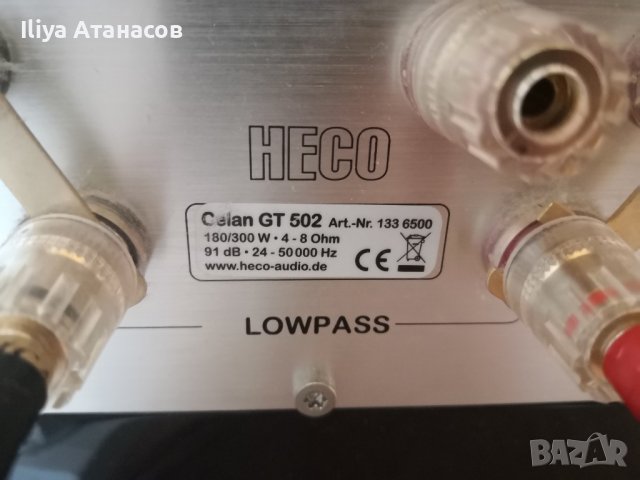 Iliya Атанасов
HECO
Celan GT 502 Art.-Nr. 133 6500
180/300 W • 4 - 8 Ohm
91 dB • 24 - 50 000 Hz
www.heco-audio.de
CE
LOWPASS
BAZAR